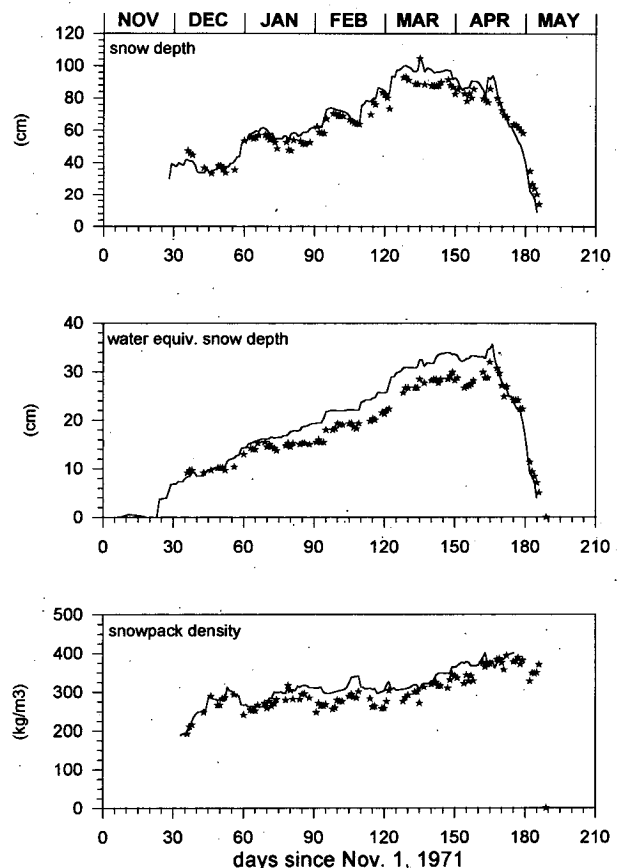 NOV DEC JAN FEB MAR APR MAY
120
snow depth
100
80
(cm)
60
40
20
0
0 30 60 90 120 150 180 210
40
water equiv. snow depth
30
(cm)
20
10
0
0 30 60 90 120 150 180 210
500
snowpack density
400
(kg/m3)
300
200
100
0
0 30 60 90 120 150 180 210
days since Nov. 1, 1971